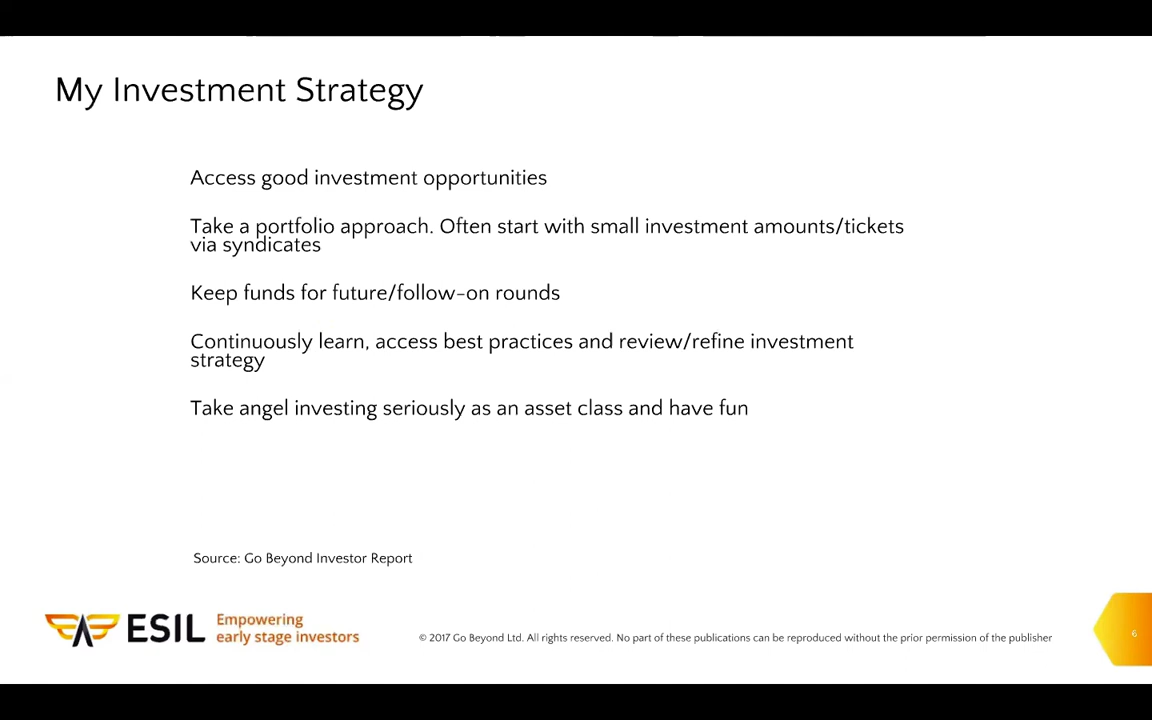 My Investment Strategy
Access good investment opportunities
Take a portfolio approach. Often start with small investment amounts/tickets
via syndicates
Keep funds for future/follow-on rounds
Continuously learn, access best practices and review/refine investment
strategy
Take angel investing seriously as an asset class and have fun
Source: Go Beyond Investor Report
ESIL
Empowering
early stage investors
© 2017 Go Beyond Ltd. All rights reserved. No part of these publications can be reproduced without the prior permission of the publisher
6